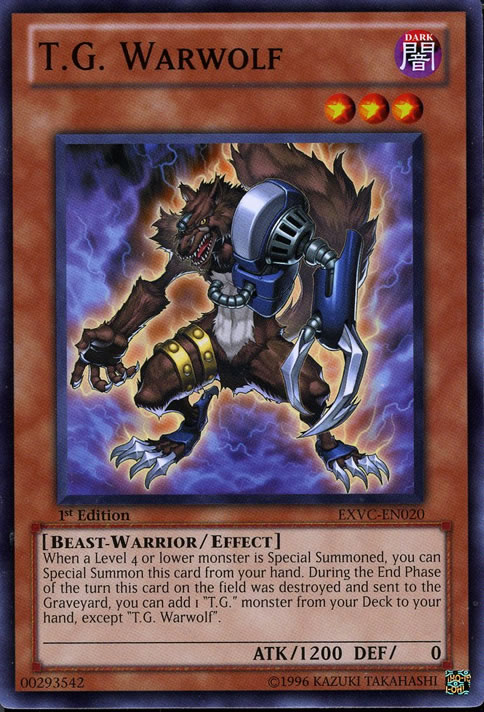 T.G. Warwolf
DARK
闇
1st Edition
EXVC-EN020
[Beast-Warrior/Effect]
When a Level 4 or lower monster is Special Summoned, you can
Special Summon this card from your hand. During the End Phase
of the turn this card on the field was destroyed and sent to the
Graveyard, you can add 1 "T.G." monster from your Deck to your
hand, except "T.G. Warwolf".
ATK/1200 DEF/ 0
00293542
©1996 KAZUKI TAKAHASHI